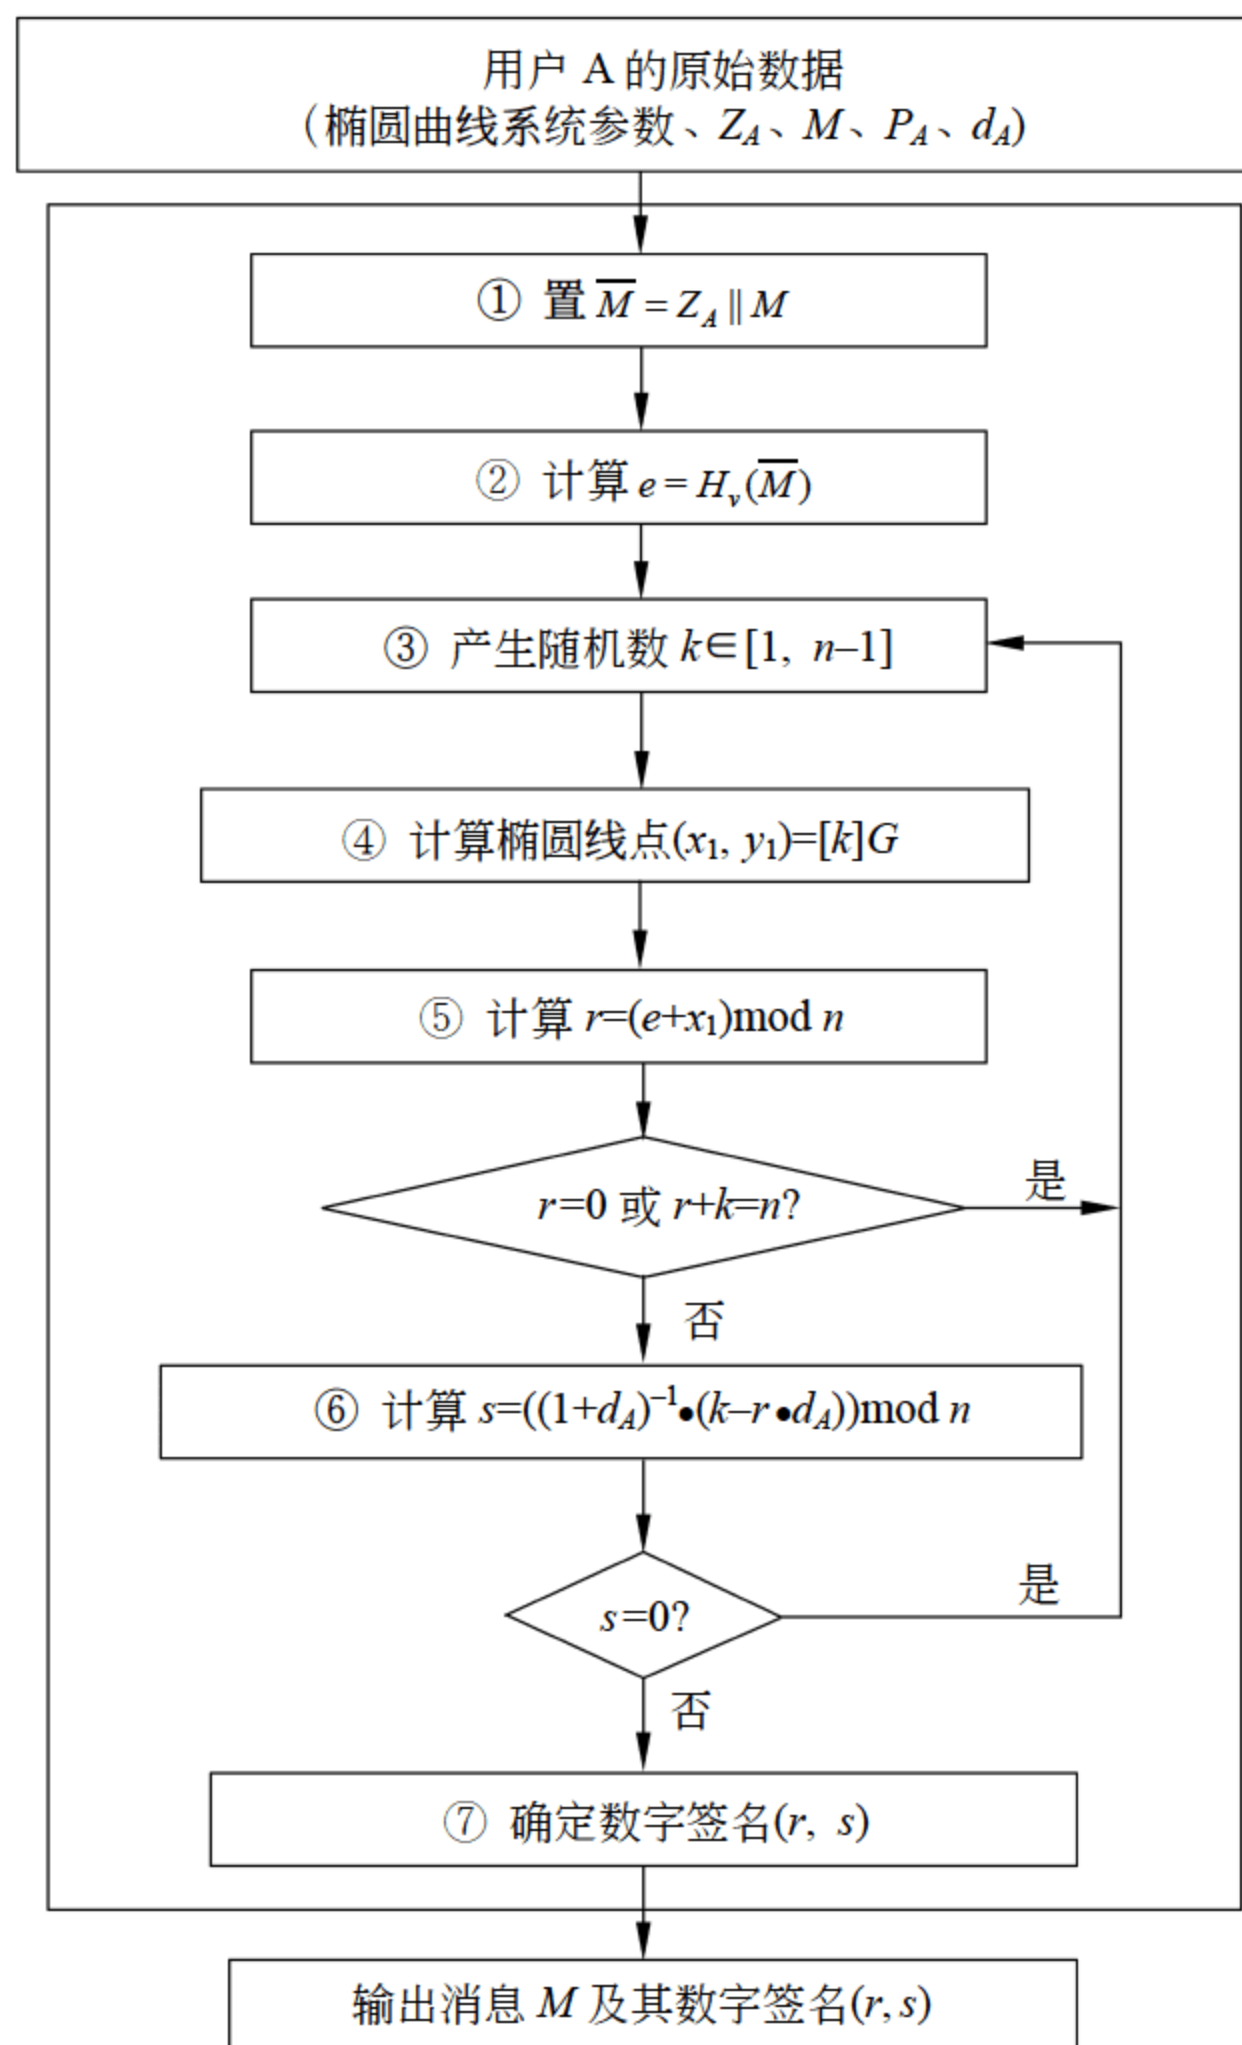 用户 A 的原始数据
(椭圆曲线系统参数、Z_A、M、P_A、d_A)
① 置 M̅ = Z_A || M
② 计算 e = H_v(M̅)
③ 产生随机数 k∈[1, n–1]
④ 计算椭圆线点(x₁, y₁)=[k]G
⑤ 计算 r=(e+x₁)mod n
r=0 或 r+k=n?
是
否
⑥ 计算 s=((1+d_A)⁻¹•(k–r•d_A))mod n
s=0?
是
否
⑦ 确定数字签名(r, s)
输出消息 M 及其数字签名(r,s)